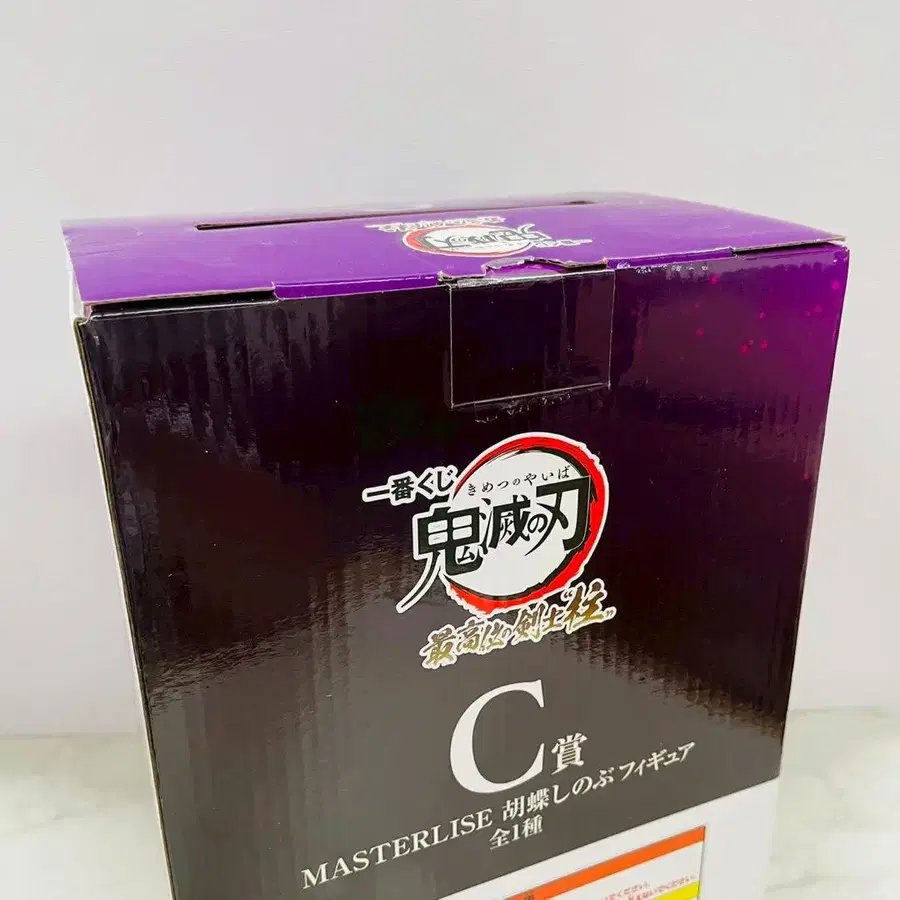 一番くじ
きめつのやいば
鬼滅の刃
最高位の剣士"柱"
C賞
MASTERLISE 胡蝶しのぶ フィギュア
全1種